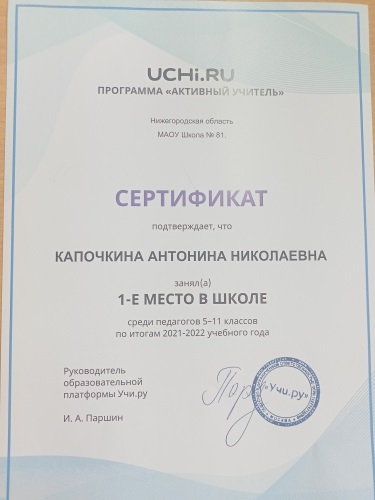 UCHi.RU
ПРОГРАММА «АКТИВНЫЙ УЧИТЕЛЬ»
Нижегородская область
МАОУ Школа № 81.
СЕРТИФИКАТ
подтверждает, что
КАПОЧКИНА АНТОНИНА НИКОЛАЕВНА
занял(а)
1-Е МЕСТО В ШКОЛЕ
среди педагогов 5–11 классов
по итогам 2021-2022 учебного года
Руководитель
образовательной
платформы Учи.ру
И. А. Паршин
«Учи.ру»